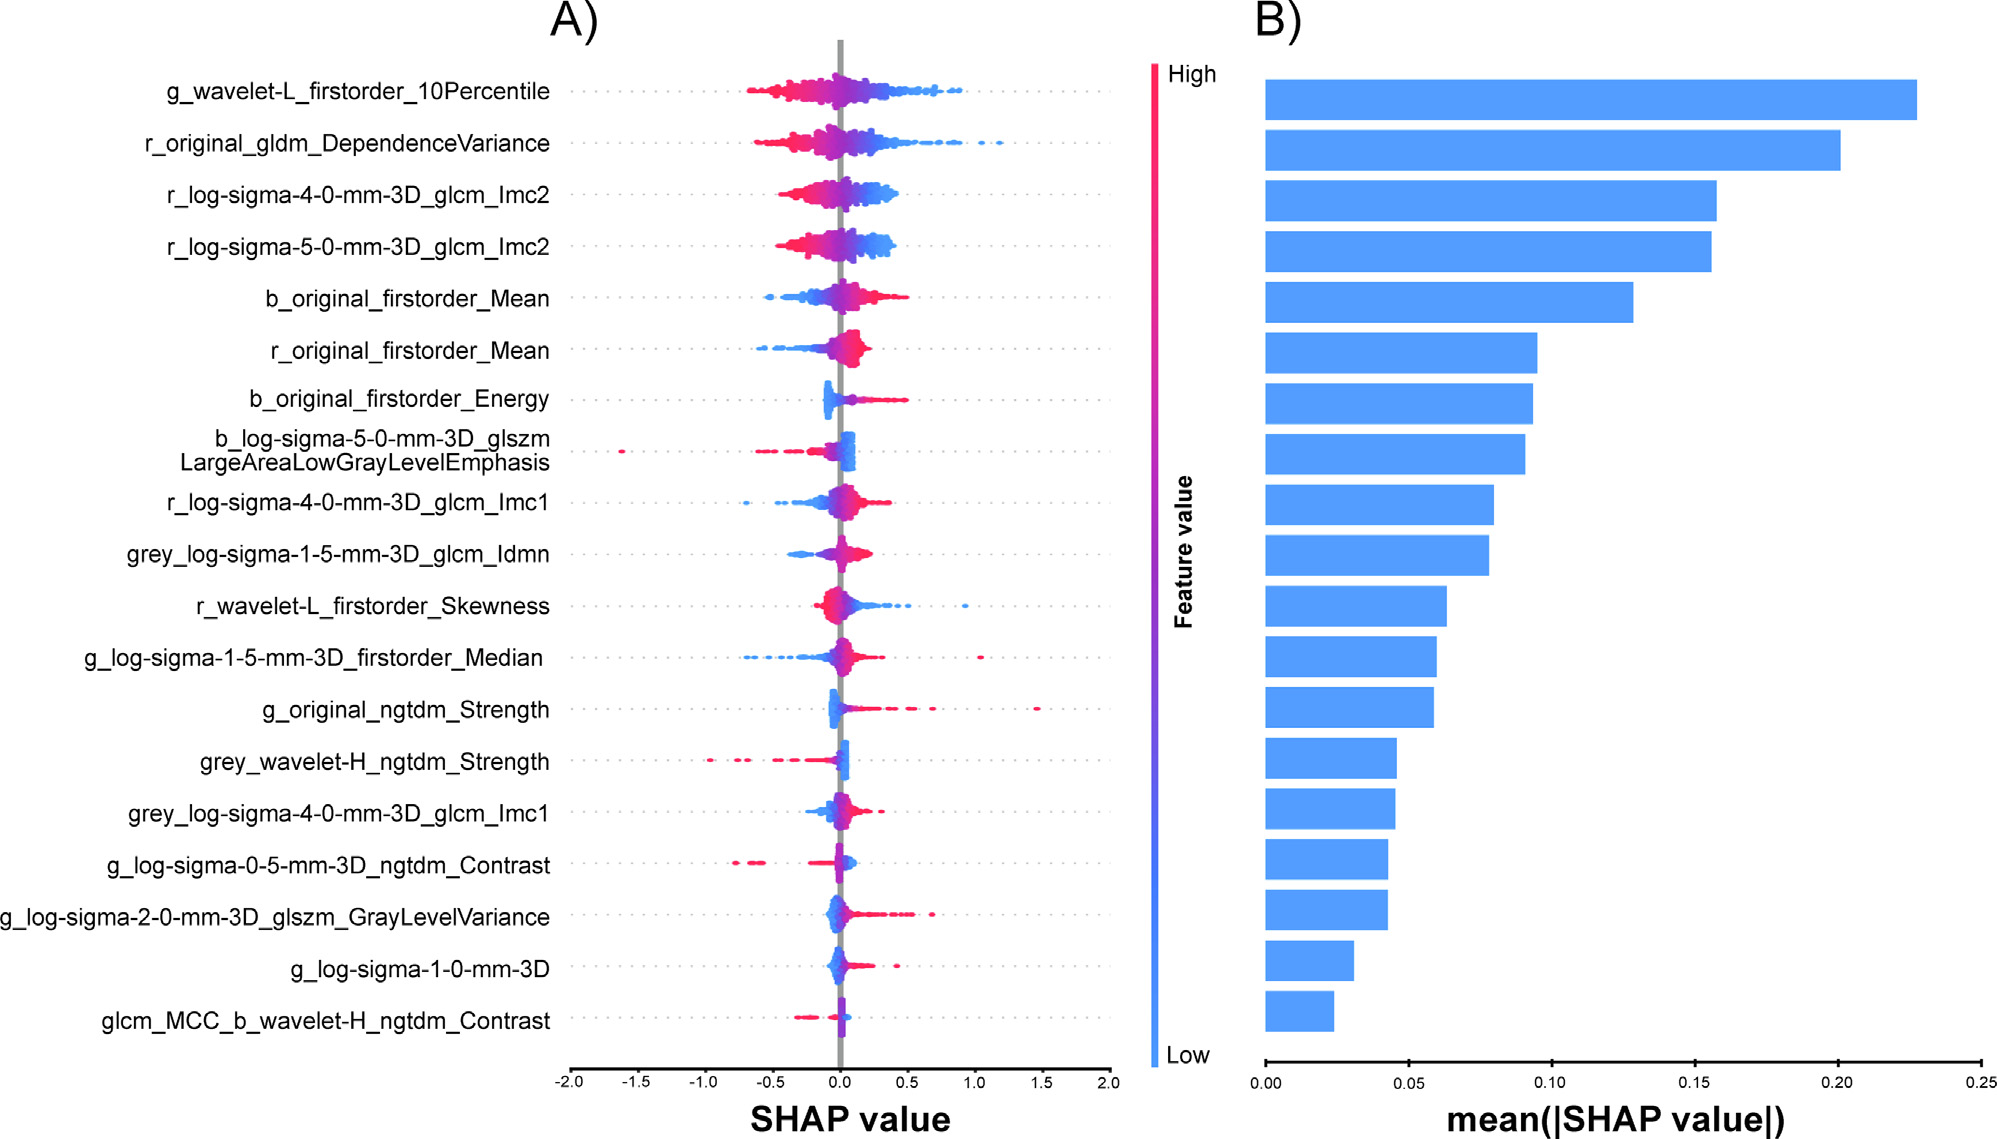 A)
B)
g_wavelet-L_firstorder_10Percentile
r_original_gldm_DependenceVariance
r_log-sigma-4-0-mm-3D_glcm_Imc2
r_log-sigma-5-0-mm-3D_glcm_Imc2
b_original_firstorder_Mean
r_original_firstorder_Mean
b_original_firstorder_Energy
b_log-sigma-5-0-mm-3D_glszm
LargeAreaLowGrayLevelEmphasis
r_log-sigma-4-0-mm-3D_glcm_Imc1
grey_log-sigma-1-5-mm-3D_glcm_Idmn
r_wavelet-L_firstorder_Skewness
g_log-sigma-1-5-mm-3D_firstorder_Median
g_original_ngtdm_Strength
grey_wavelet-H_ngtdm_Strength
grey_log-sigma-4-0-mm-3D_glcm_Imc1
g_log-sigma-0-5-mm-3D_ngtdm_Contrast
g_log-sigma-2-0-mm-3D_glszm_GrayLevelVariance
g_log-sigma-1-0-mm-3D
glcm_MCC_b_wavelet-H_ngtdm_Contrast
-2.0 -1.5 -1.0 -0.5 0.0 0.5 1.0 1.5 2.0
SHAP value
High
Feature value
Low
0.00 0.05 0.10 0.15 0.20 0.25
mean(|SHAP value|)